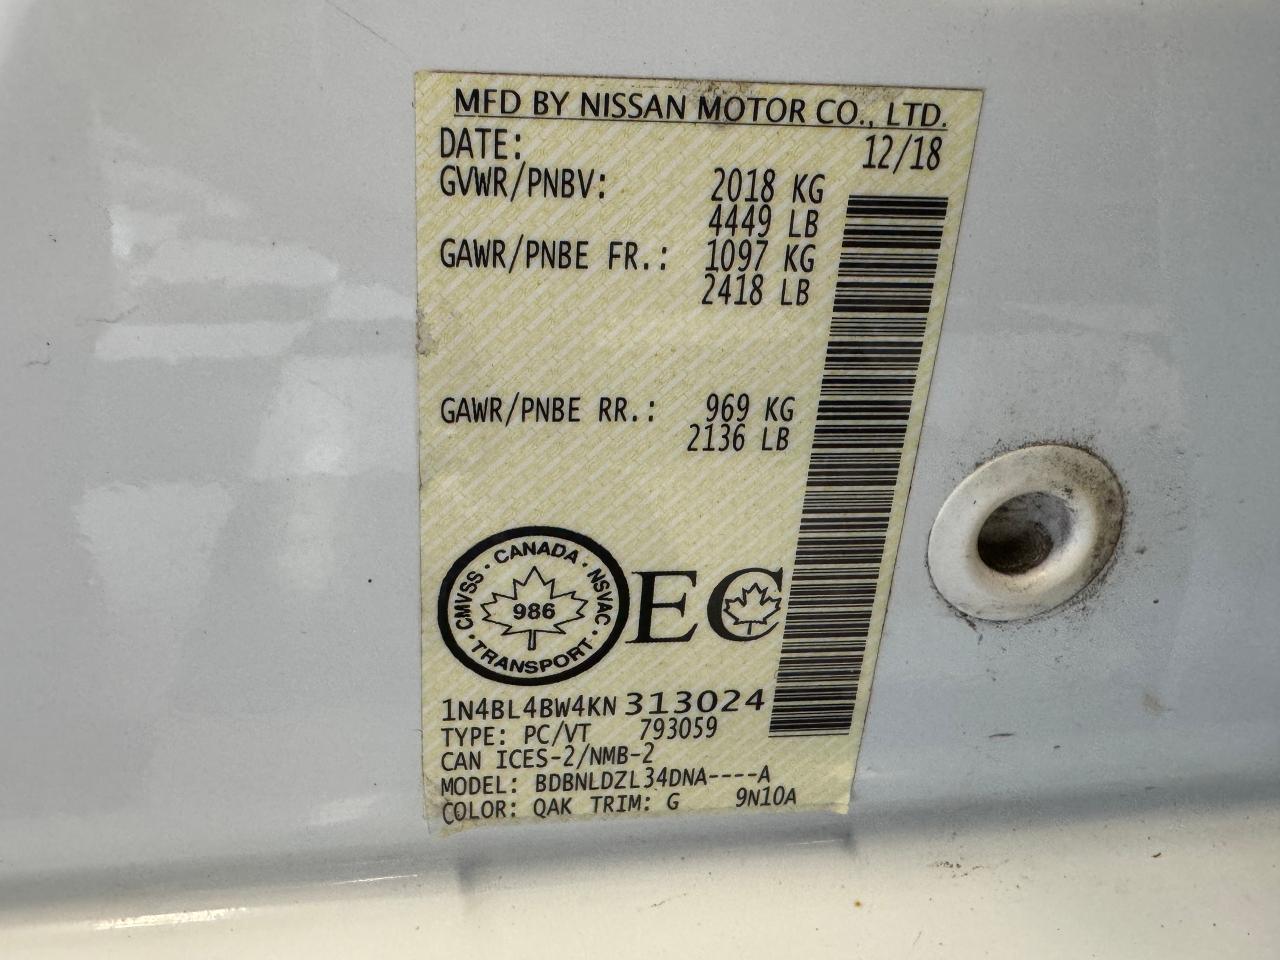 MFD BY NISSAN MOTOR CO., LTD.
DATE: 12/18
GVWR/PNBV: 2018 KG
4449 LB
GAWR/PNBE FR.: 1097 KG
2418 LB
GAWR/PNBE RR.: 969 KG
2136 LB
CMVSS · CANADA · NSVAC · TRANSPORT ·
986
EC
1N4BL4BW4KN313024
TYPE: PC/VT 793059
CAN ICES-2/NMB-2
MODEL: BDBNLDZL34DNA----A
COLOR: QAK TRIM: G 9N10A